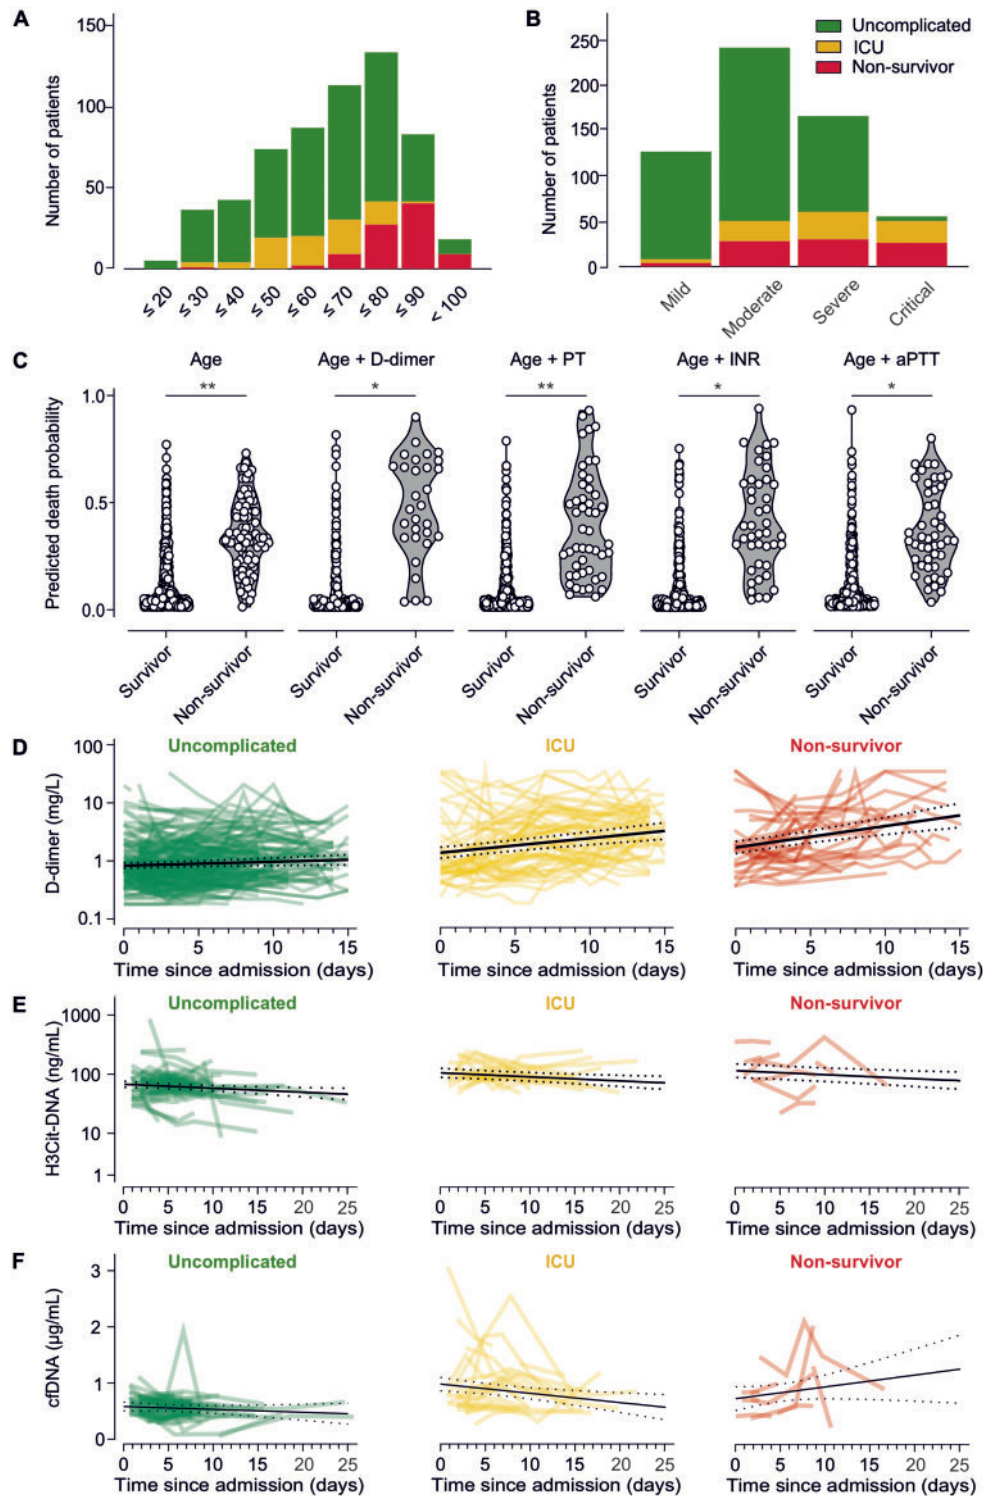 A
Number of patients
150
100
50
0
≤ 20
≤ 30
≤ 40
≤ 50
≤ 60
≤ 70
≤ 80
≤ 90
< 100
B
Number of patients
250
200
150
100
50
0
Mild
Moderate
Severe
Critical
Uncomplicated
ICU
Non-survivor
C
Age
Age + D-dimer
Age + PT
Age + INR
Age + aPTT
** * ** * *
Predicted death probability
1.0
0.5
0.0
Survivor Non-survivor Survivor Non-survivor Survivor Non-survivor Survivor Non-survivor Survivor Non-survivor
D
Uncomplicated ICU Non-survivor
D-dimer (mg/L)
100
10
1
0.1
0 5 10 15 0 5 10 15 0 5 10 15
Time since admission (days) Time since admission (days) Time since admission (days)
E
Uncomplicated ICU Non-survivor
H3Cit-DNA (ng/mL)
1000
100
10
1
0 5 10 15 20 25 0 5 10 15 20 25 0 5 10 15 20 25
Time since admission (days) Time since admission (days) Time since admission (days)
F
Uncomplicated ICU Non-survivor
cfDNA (µg/mL)
3
2
1
0
0 5 10 15 20 25 0 5 10 15 20 25 0 5 10 15 20 25
Time since admission (days) Time since admission (days) Time since admission (days)